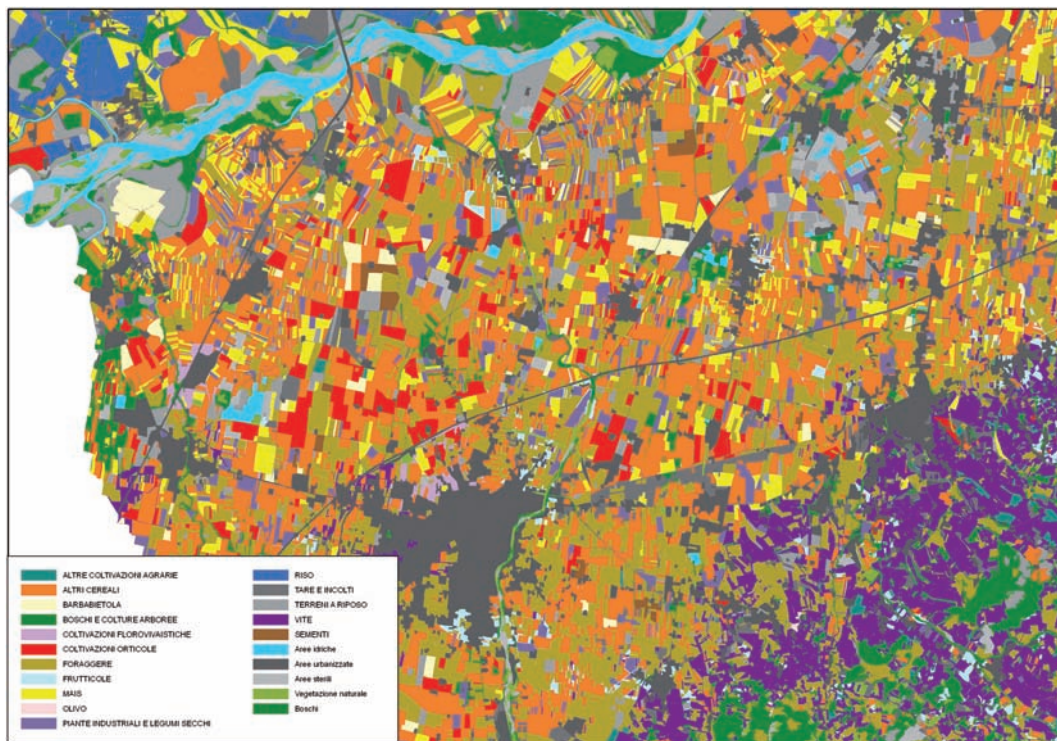 ALTRE COLTIVAZIONI AGRARIE
ALTRI CEREALI
BARBABIETOLA
BOSCHI E COLTURE ARBOREE
COLTIVAZIONI FLOROVIVAISTICHE
COLTIVAZIONI ORTICOLE
FORAGGERE
FRUTTICOLE
MAIS
OLIVO
PIANTE INDUSTRIALI E LEGUMI SECCHI
RISO
TARE E INCOLTI
TERRENI A RIPOSO
VITE
SEMENTI
Aree idriche
Aree urbanizzate
Aree sterili
Vegetazione naturale
Boschi